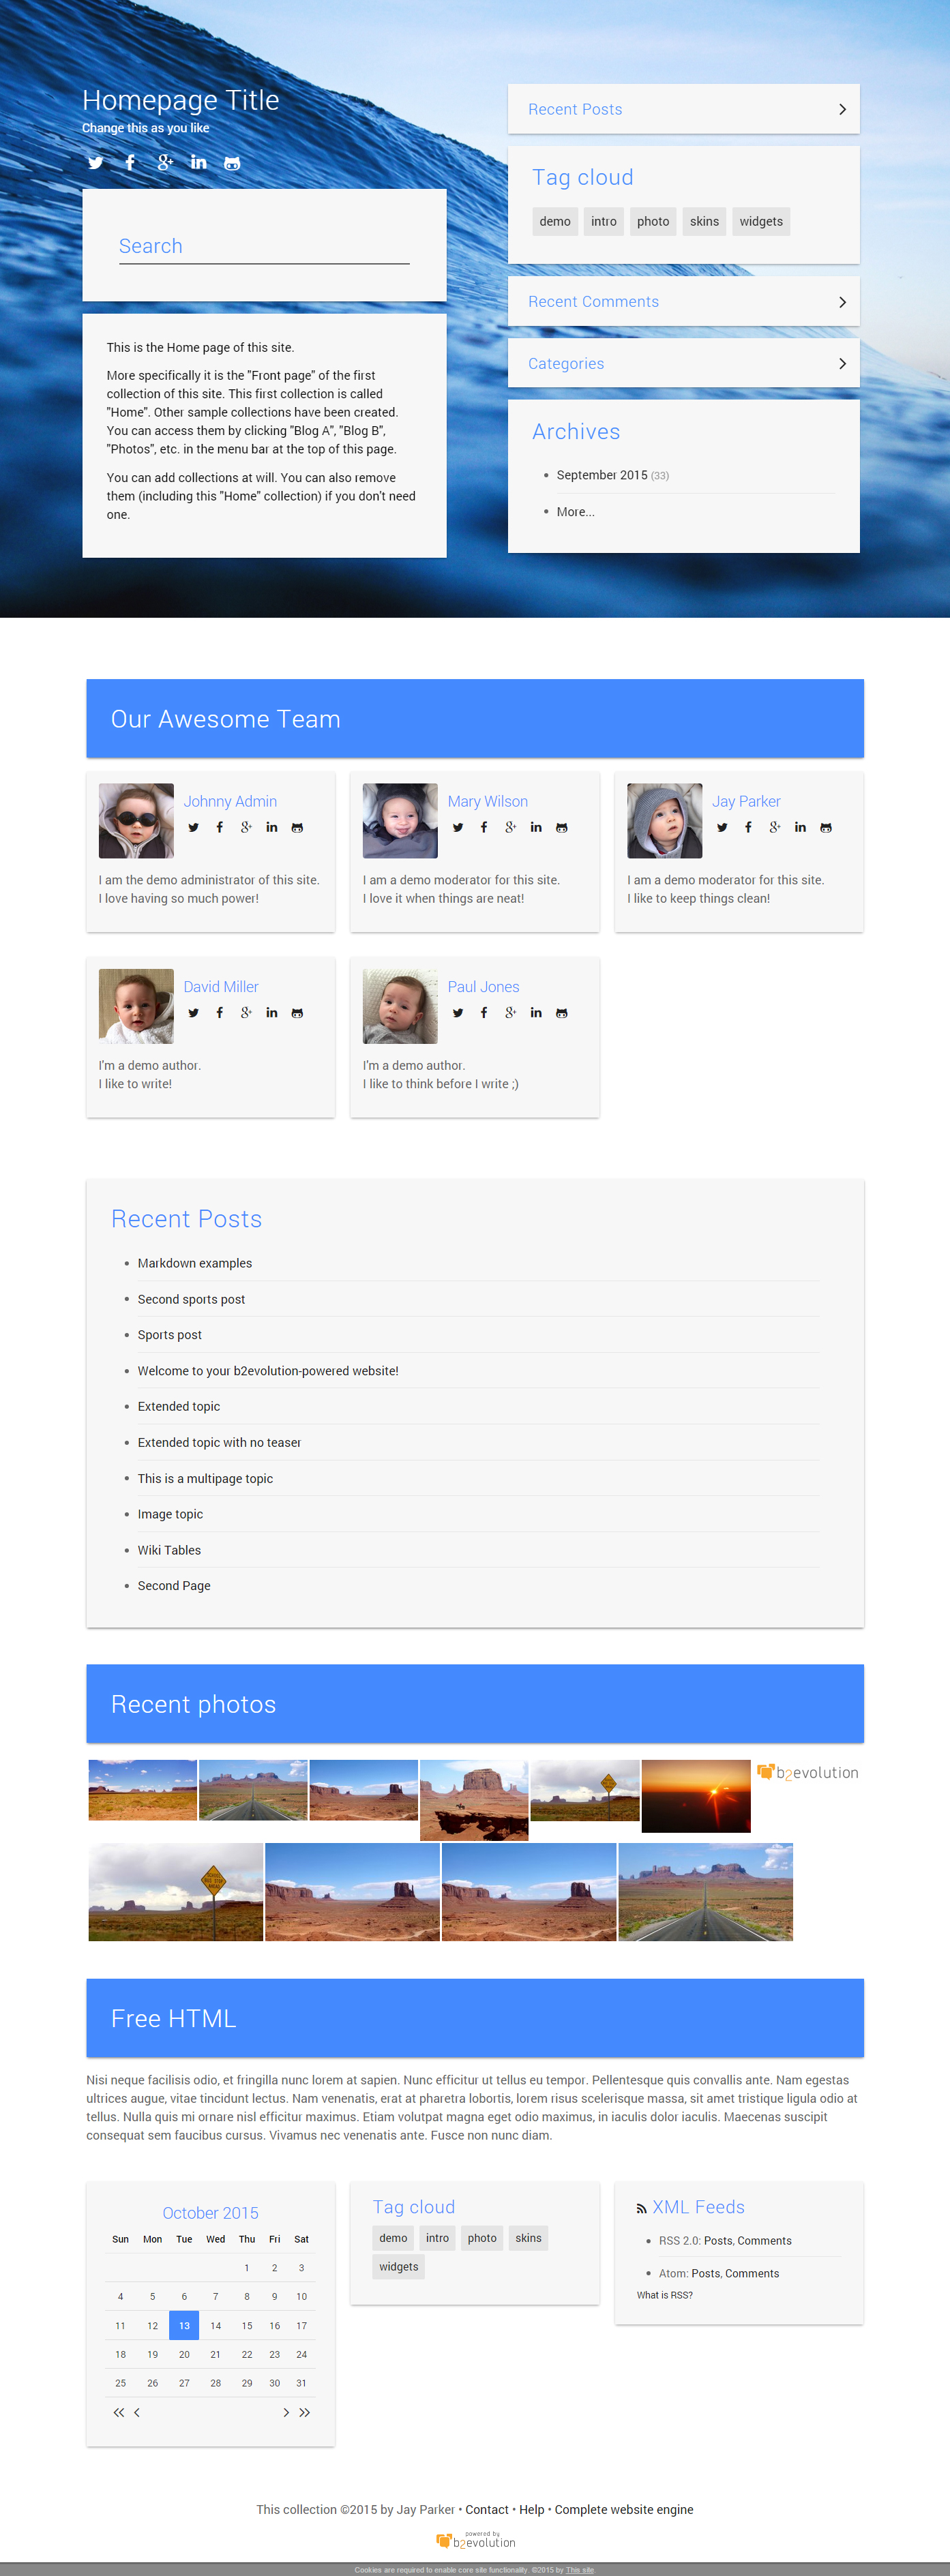 Homepage Title
Change this as you like
Search
This is the Home page of this site.
More specifically it is the "Front page" of the first
collection of this site. This first collection is called
"Home". Other sample collections have been created.
You can access them by clicking "Blog A", "Blog B",
"Photos", etc. in the menu bar at the top of this page.
You can add collections at will. You can also remove
them (including this "Home" collection) if you don't need
one.
Recent Posts
Tag cloud
demo intro photo skins widgets
Recent Comments
Categories
Archives
September 2015 (33)
More...
Our Awesome Team
Johnny Admin
I am the demo administrator of this site.
I love having so much power!
Mary Wilson
I am a demo moderator for this site.
I love it when things are neat!
Jay Parker
I am a demo moderator for this site.
I like to keep things clean!
David Miller
I'm a demo author.
I like to write!
Paul Jones
I'm a demo author.
I like to think before I write ;)
Recent Posts
Markdown examples
Second sports post
Sports post
Welcome to your b2evolution-powered website!
Extended topic
Extended topic with no teaser
This is a multipage topic
Image topic
Wiki Tables
Second Page
Recent photos
b2evolution
Free HTML
Nisi neque facilisis odio, et fringilla nunc lorem at sapien. Nunc efficitur ut tellus eu tempor. Pellentesque quis convallis ante. Nam egestas
ultrices augue, vitae tincidunt lectus. Nam venenatis, erat at pharetra lobortis, lorem risus scelerisque massa, sit amet tristique ligula odio at
tellus. Nulla quis mi ornare nisl efficitur maximus. Etiam volutpat magna eget odio maximus, in iaculis dolor iaculis. Maecenas suscipit
consequat sem faucibus cursus. Vivamus nec venenatis ante. Fusce non nunc diam.
October 2015
Sun Mon Tue Wed Thu Fri Sat
1 2 3
4 5 6 7 8 9 10
11 12 13 14 15 16 17
18 19 20 21 22 23 24
25 26 27 28 29 30 31
Tag cloud
demo intro photo skins
widgets
XML Feeds
RSS 2.0: Posts, Comments
Atom: Posts, Comments
What is RSS?
This collection ©2015 by Jay Parker • Contact • Help • Complete website engine
powered by
b2evolution
Cookies are required to enable core site functionality. ©2015 by This site